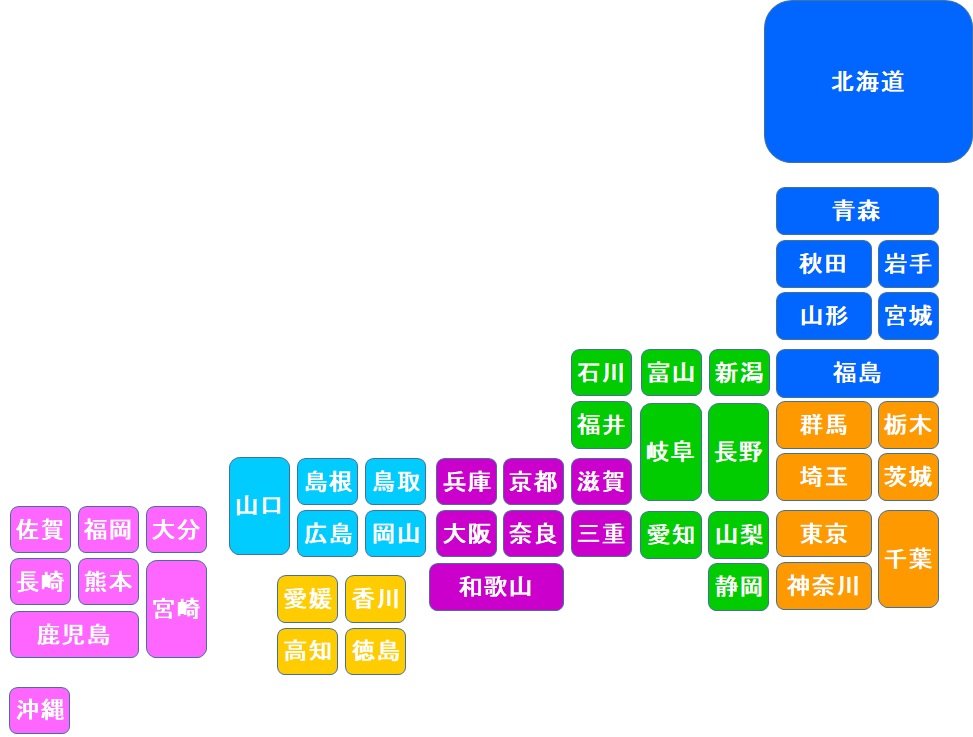 北海道
青森
秋田
岩手
山形
宮城
石川
富山
新潟
福島
福井
岐阜
長野
群馬
栃木
埼玉
茨城
山口
島根
鳥取
兵庫
京都
滋賀
佐賀
福岡
大分
広島
岡山
大阪
奈良
三重
愛知
山梨
東京
千葉
長崎
熊本
宮崎
愛媛
香川
和歌山
静岡
神奈川
鹿児島
高知
徳島
沖縄